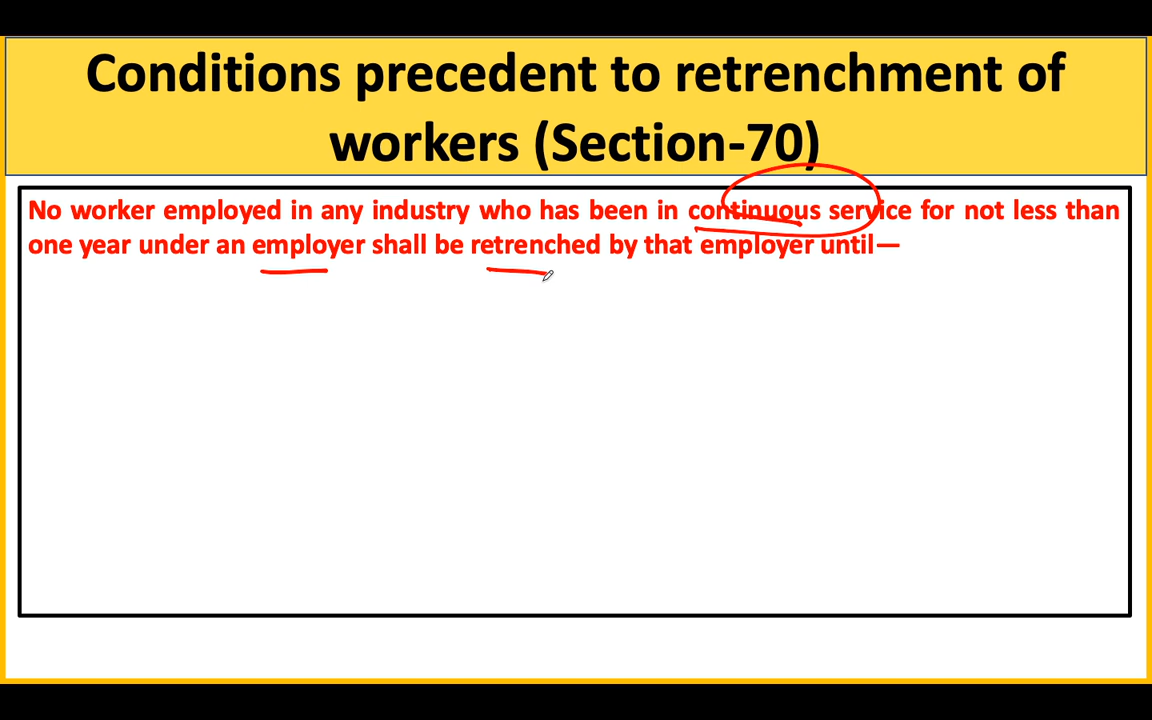 Conditions precedent to retrenchment of
workers (Section-70)
No worker employed in any industry who has been in continuous service for not less than
one year under an employer shall be retrenched by that employer until—